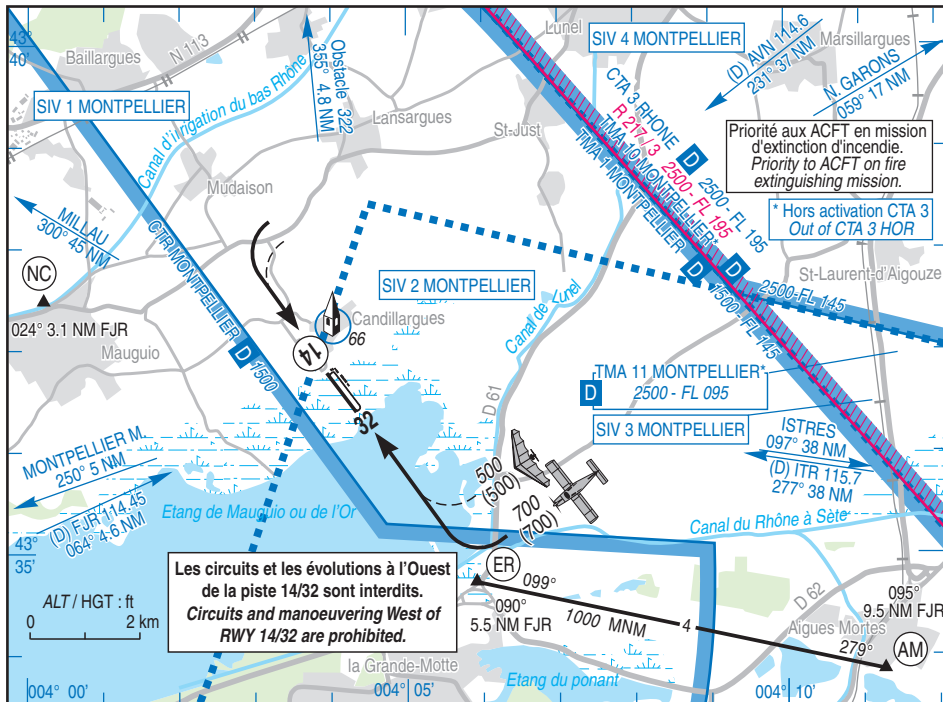 43°
40'
Baillargues
N 113
SIV 1 MONTPELLIER
Canal d'irrigation du bas Rhône
Obstacle 322
355° 4.8 NM
Lansargues
Mudaison
Lunel
SIV 4 MONTPELLIER
(D) AVN 114.6
231° 37 NM
Marsillargues
N. GARONS
059° 17 NM
St-Just
CTA 3 RHONE
D
2500 - FL 195
R 217 / 3 2500 - FL 195
TMA 10 MONTPELLIER*
TMA 1 MONTPELLIER
D
1500 - FL 145
D
2500-FL 145
Priorité aux ACFT en mission
d'extinction d'incendie.
Priority to ACFT on fire
extinguishing mission.
* Hors activation CTA 3
Out of CTA 3 HOR
St-Laurent-d'Aigouze
MILLAU
300° 45 NM
NC
024° 3.1 NM FJR
CTR MONTPELLIER
D
1500
SIV 2 MONTPELLIER
Candillargues
66
14
32
Mauguio
Canal de Lunel
D 61
TMA 11 MONTPELLIER*
D
2500 - FL 095
SIV 3 MONTPELLIER
ISTRES
097° 38 NM
(D) ITR 115.7
277° 38 NM
MONTPELLIER M.
250° 5 NM
(D) FJR 114.45
064° 4.6 NM
Etang de Mauguio ou de l'Or
500
(500)
700
(700)
Canal du Rhône à Sète
43°
35'
Les circuits et les évolutions à l'Ouest
de la piste 14/32 sont interdits.
Circuits and manoeuvering West of
RWY 14/32 are prohibited.
ALT / HGT : ft
0 2 km
ER
099°
090°
5.5 NM FJR
1000 MNM
4
279°
D 62
Aigues Mortes
095°
9.5 NM FJR
AM
la Grande-Motte
Etang du ponant
004° 00'
004° 05'
004° 10'